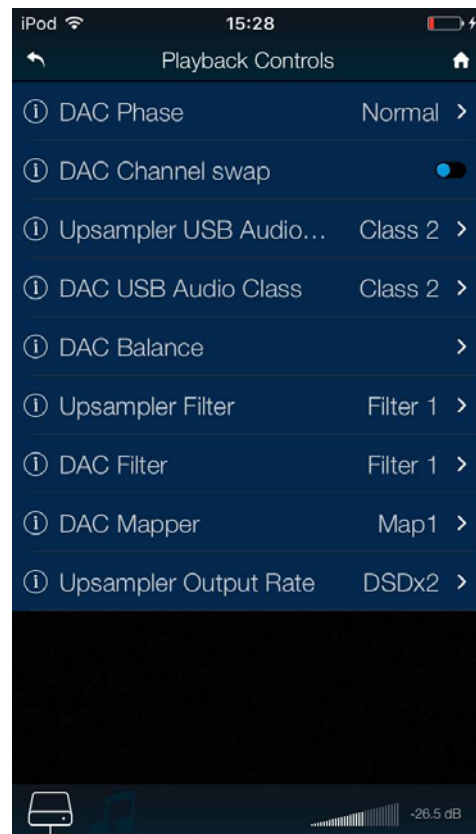 iPod 15:28
Playback Controls
DAC Phase Normal
DAC Channel swap
Upsampler USB Audio... Class 2
DAC USB Audio Class Class 2
DAC Balance
Upsampler Filter Filter 1
DAC Filter Filter 1
DAC Mapper Map1
Upsampler Output Rate DSDx2
-26.5 dB